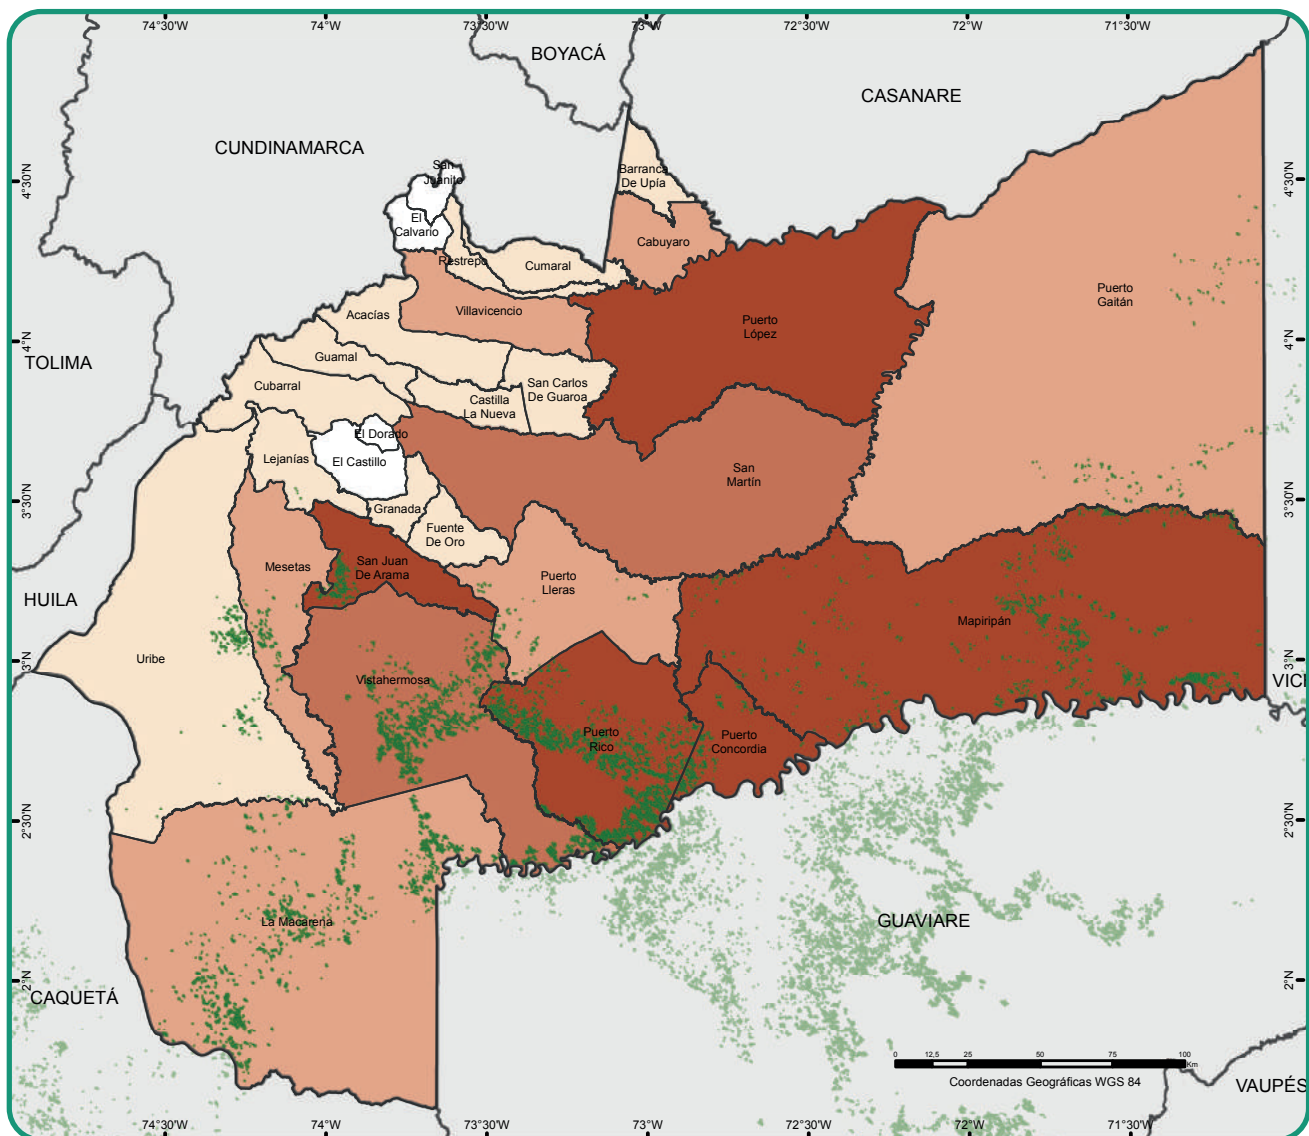 74°30'W
74°W
73°30'W
73°W
72°30'W
72°W
71°30'W
BOYACÁ
CASANARE
CUNDINAMARCA
San
Juanito
Barranca
De Upía
4°30'N
4°30'N
El
Calvario
Restrepo
Cumaral
Cabuyaro
Puerto
Gaitán
Acacías
Villavicencio
Puerto
López
4°N
4°N
TOLIMA
Guamal
Cubarral
San Carlos
De Guaroa
Castilla
La Nueva
El Dorado
Lejanías
El Castillo
San
Martín
3°30'N
3°30'N
Granada
Fuente
De Oro
Mesetas
San Juan
De Arama
Puerto
Lleras
HUILA
Mapiripán
Uribe
3°N
3°N
Vistahermosa
VICI
Puerto
Rico
Puerto
Concordia
2°30'N
2°30'N
La Macarena
GUAVIARE
2°N
2°N
CAQUETÁ
0
12,5
25
50
75
100
Km
Coordenadas Geográficas WGS 84
VAUPÉS
74°30'W
74°W
73°30'W
73°W
72°30'W
72°W
71°30'W